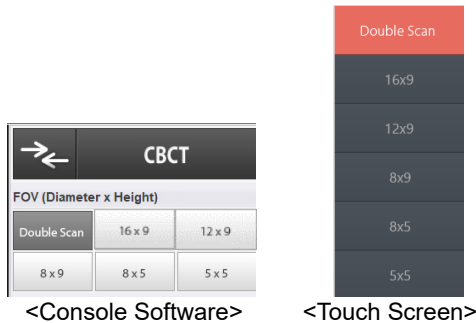 CBCT
FOV (Diameter x Height)
Double Scan 16 x 9 12 x 9
8 x 9 8 x 5 5 x 5
<Console Software>
Double Scan
16x9
12x9
8x9
8x5
5x5
<Touch Screen>